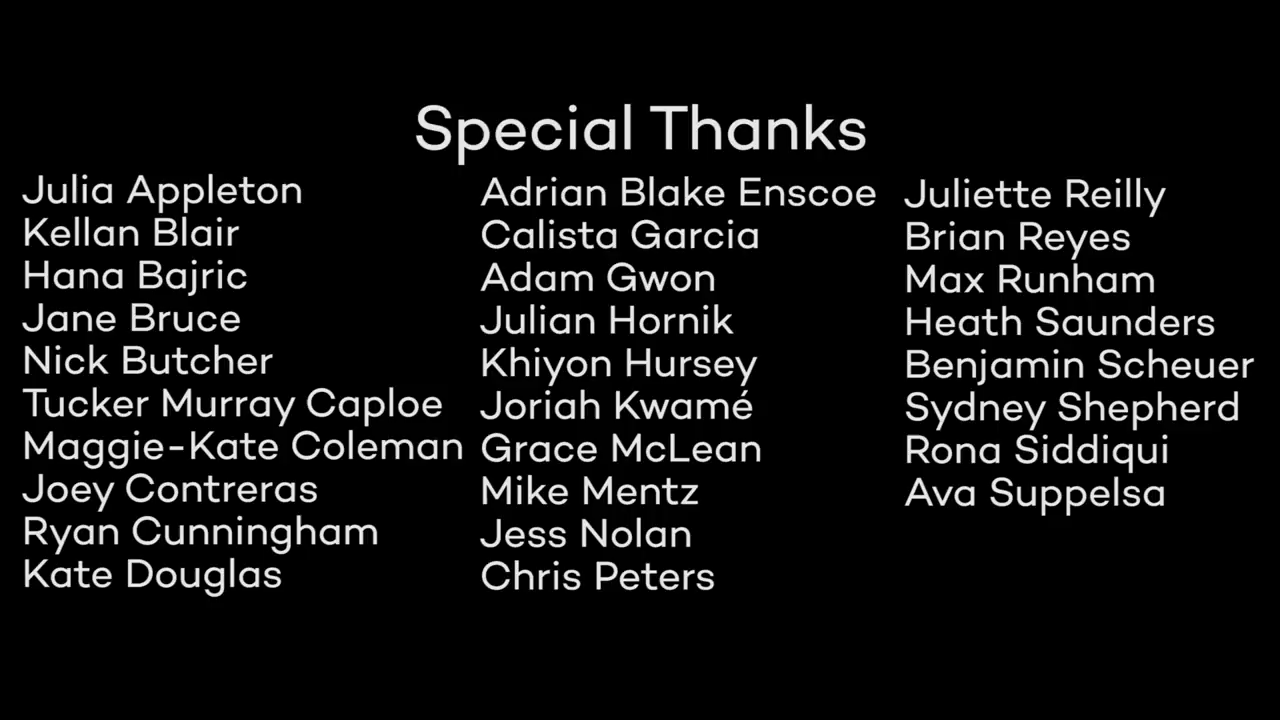 Special Thanks
Julia Appleton
Kellan Blair
Hana Bajric
Jane Bruce
Nick Butcher
Tucker Murray Caploe
Maggie-Kate Coleman
Joey Contreras
Ryan Cunningham
Kate Douglas
Adrian Blake Enscoe
Calista Garcia
Adam Gwon
Julian Hornik
Khiyon Hursey
Joriah Kwamé
Grace McLean
Mike Mentz
Jess Nolan
Chris Peters
Juliette Reilly
Brian Reyes
Max Runham
Heath Saunders
Benjamin Scheuer
Sydney Shepherd
Rona Siddiqui
Ava Suppelsa